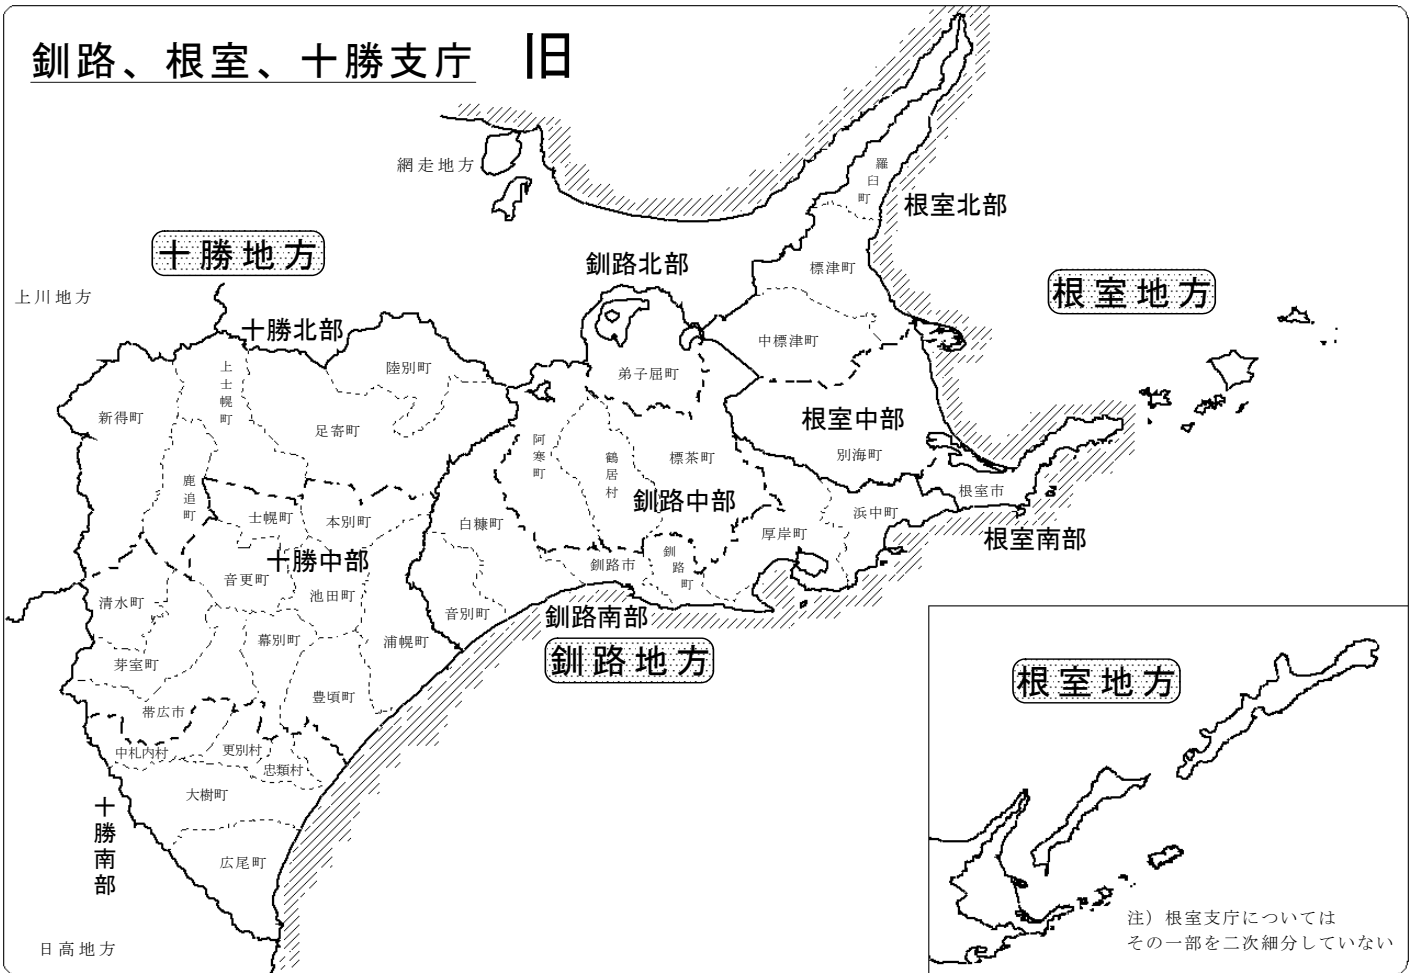 釧路、根室、十勝支庁 旧
網走地方
羅臼町
根室北部
十勝地方
釧路北部
標津町
根室地方
上川地方
十勝北部
中標津町
上士幌町
陸別町
弟子屈町
新得町
足寄町
根室中部
阿寒町
鶴居村
標茶町
別海町
鹿追町
根室市
士幌町
本別町
白糠町
釧路中部
浜中町
厚岸町
根室南部
十勝中部
釧路市
釧路町
音更町
清水町
池田町
音別町
釧路南部
幕別町
浦幌町
芽室町
釧路地方
根室地方
豊頃町
帯広市
中札内村
更別村
忠類村
大樹町
十勝南部
広尾町
日高地方
注）根室支庁については
その一部を二次細分していない